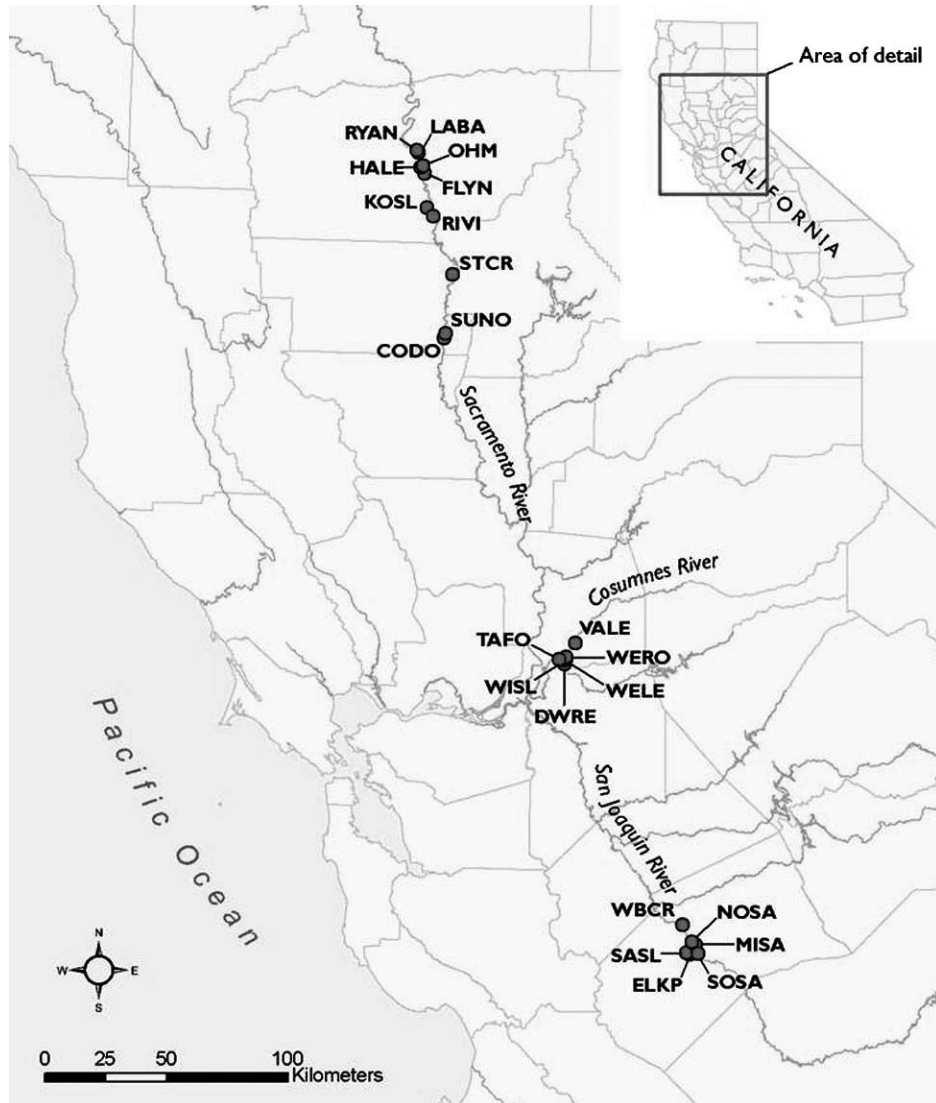 Area of detail
CALIFORNIA
RYAN
LABA
HALE
OHM
FLYN
KOSL
RIVI
STCR
SUNO
CODO
Sacramento River
Cosumnes River
VALE
TAFO
WERO
WISL
WELE
DWRE
Pacific Ocean
San Joaquin River
WBCR
NOSA
MISA
SASL
ELKP
SOSA
N
W E
S
0 25 50 100
Kilometers